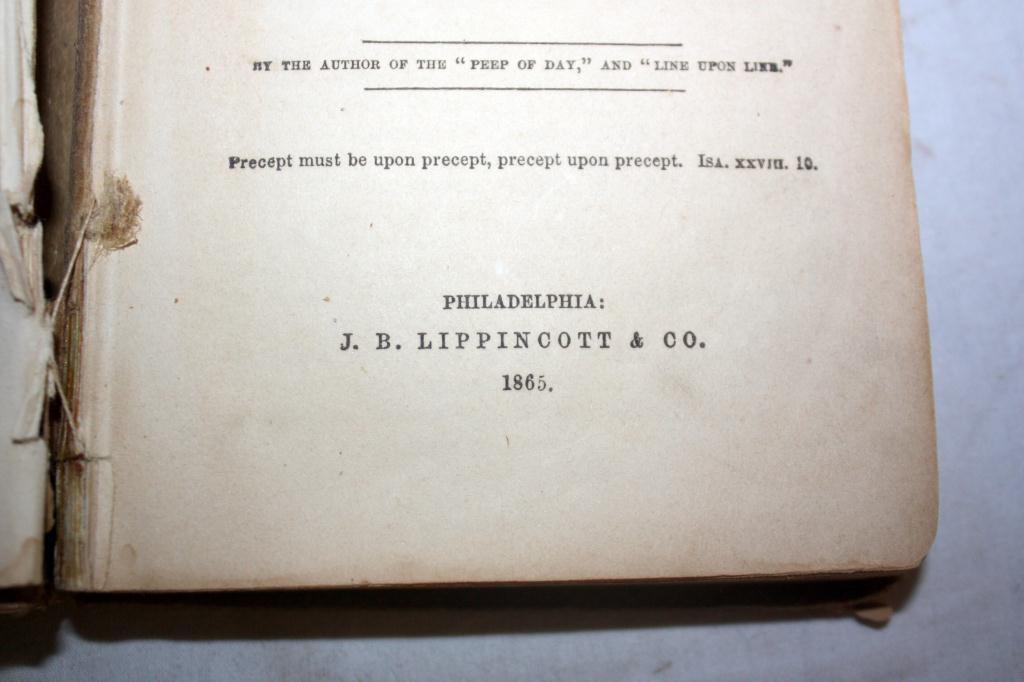 BY THE AUTHOR OF THE “PEEP OF DAY,” AND “LINE UPON LINE.”
Precept must be upon precept, precept upon precept. ISA. XXVIII. 10.
PHILADELPHIA:
J. B. LIPPINCOTT & CO.
1865.